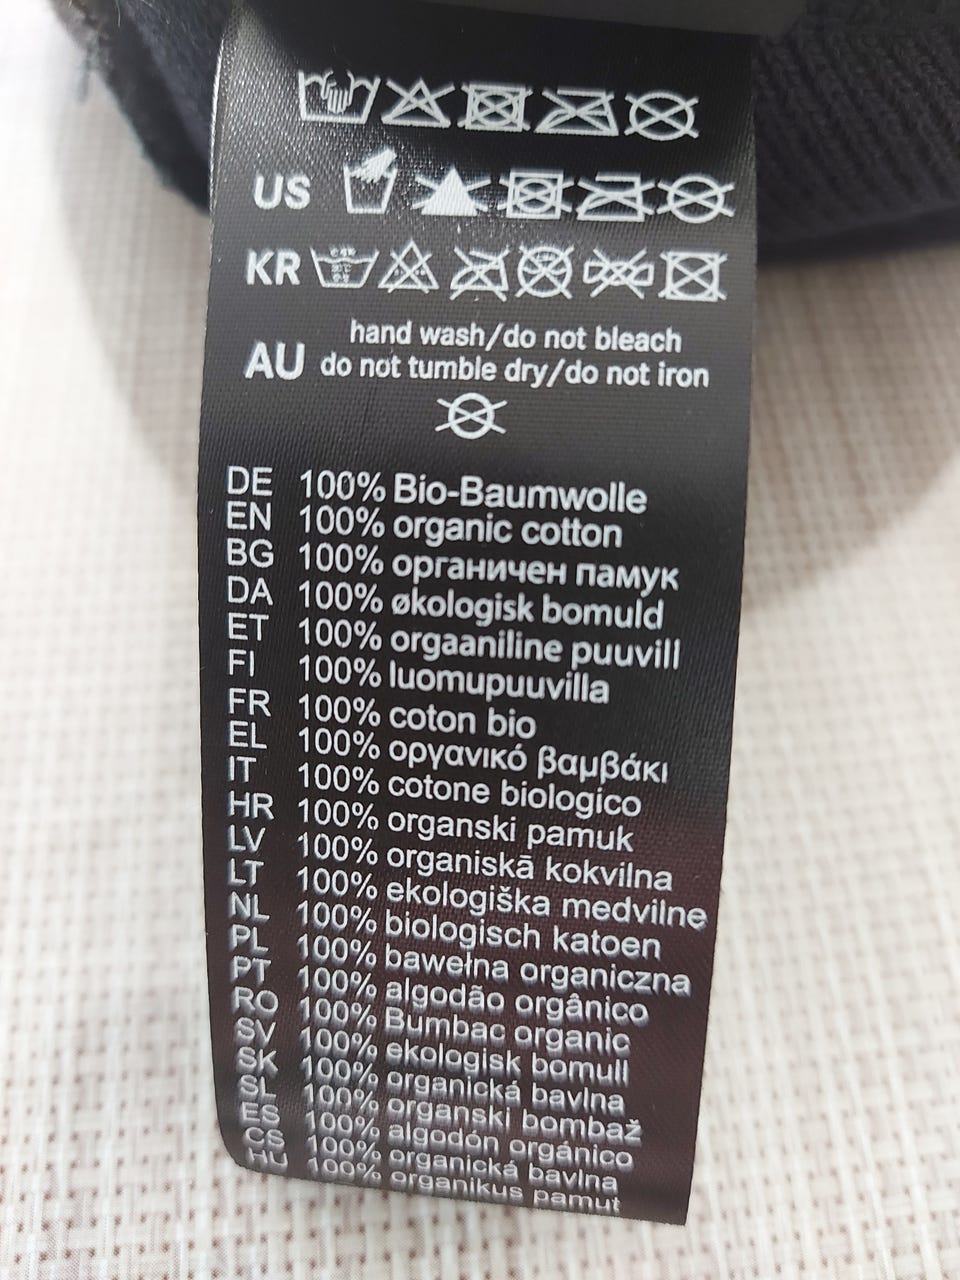 US
KR
hand wash/do not bleach
AU do not tumble dry/do not iron
DE 100% Bio-Baumwolle
EN 100% organic cotton
BG 100% органичен памук
DA 100% økologisk bomuld
ET 100% orgaaniline puuvill
FI 100% luomupuuvilla
FR 100% coton bio
EL 100% οργανικό βαμβάκι
IT 100% cotone biologico
HR 100% organski pamuk
LV 100% organiskā kokvilna
LT 100% ekologiška medvilnė
NL 100% biologisch katoen
PL 100% bawełna organiczna
PT 100% algodão orgânico
RO 100% Bumbac organic
SV 100% ekologisk bomull
SK 100% organická bavlna
SL 100% organski bombaž
ES 100% algodón orgánico
CS 100% organická bavlna
HU 100% organikus pamut